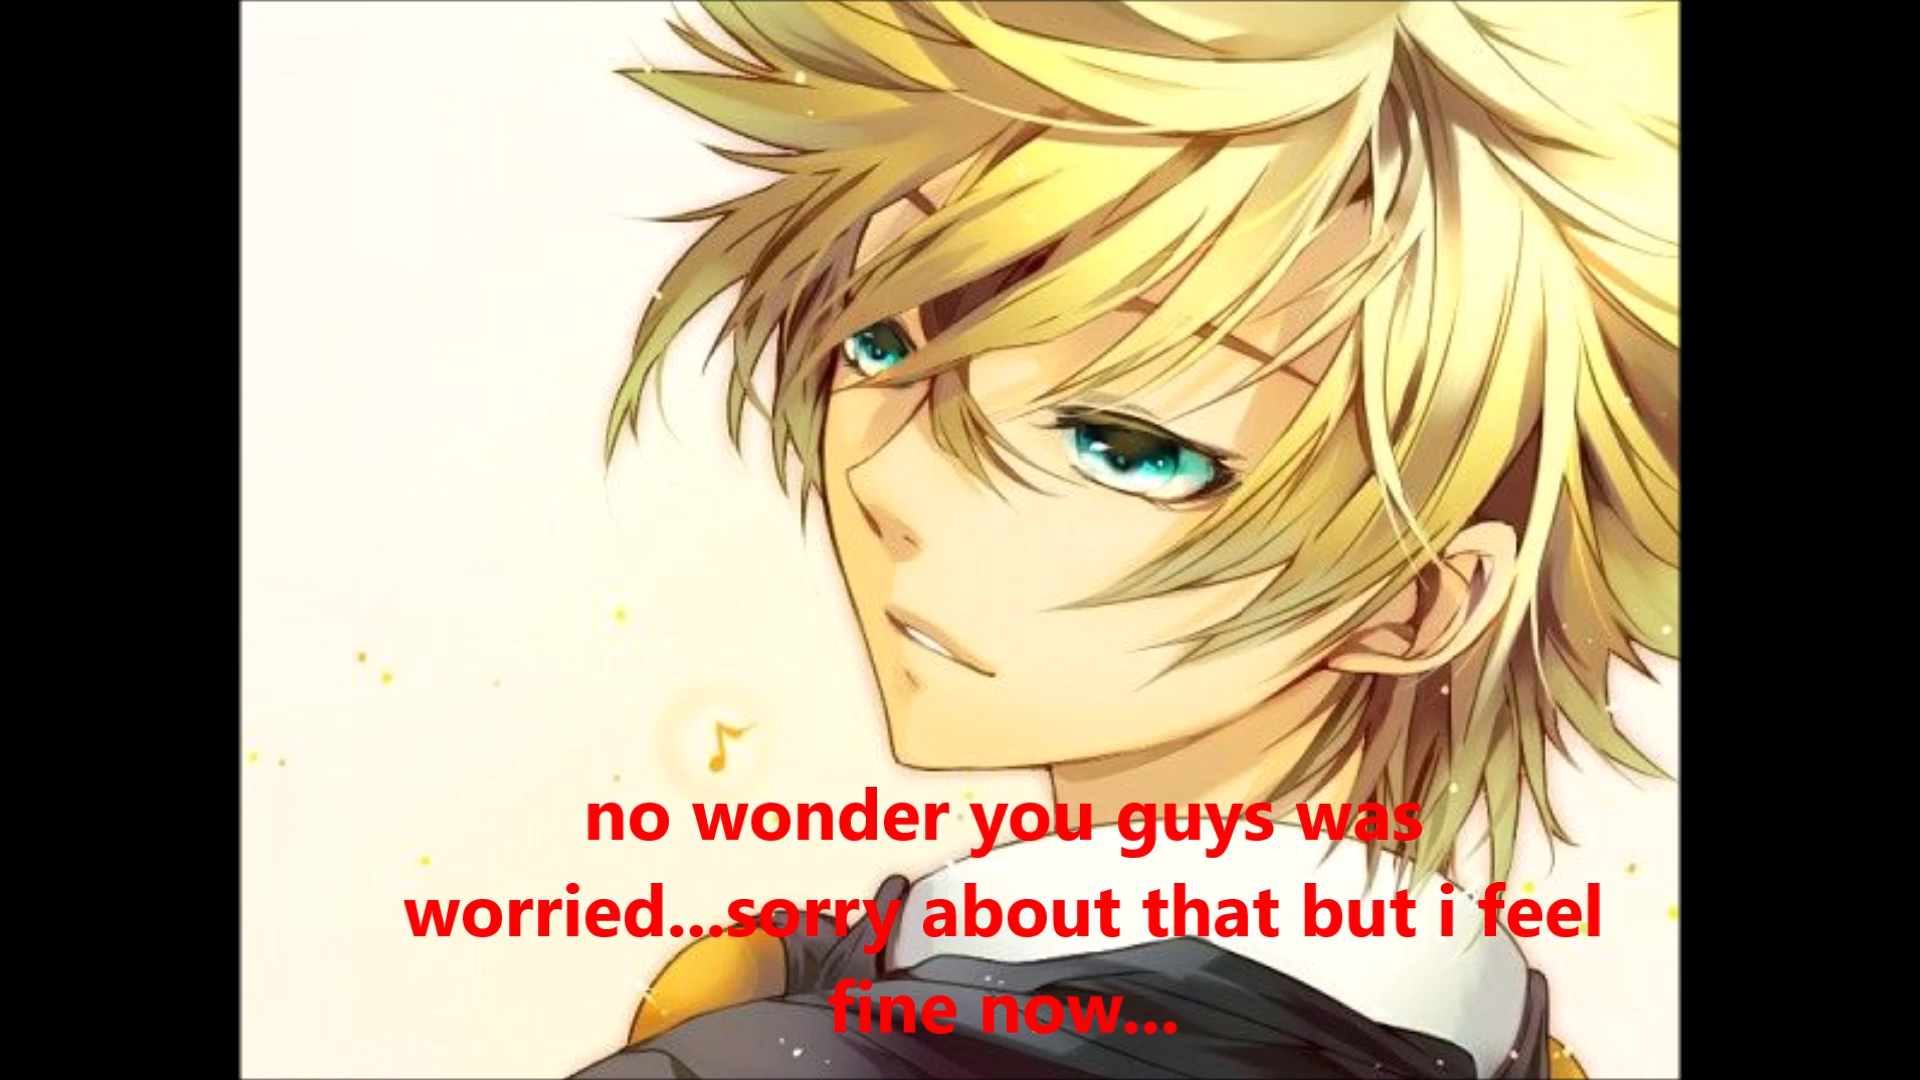 no wonder you guys was
worried...sorry about that but i feel
fine now...